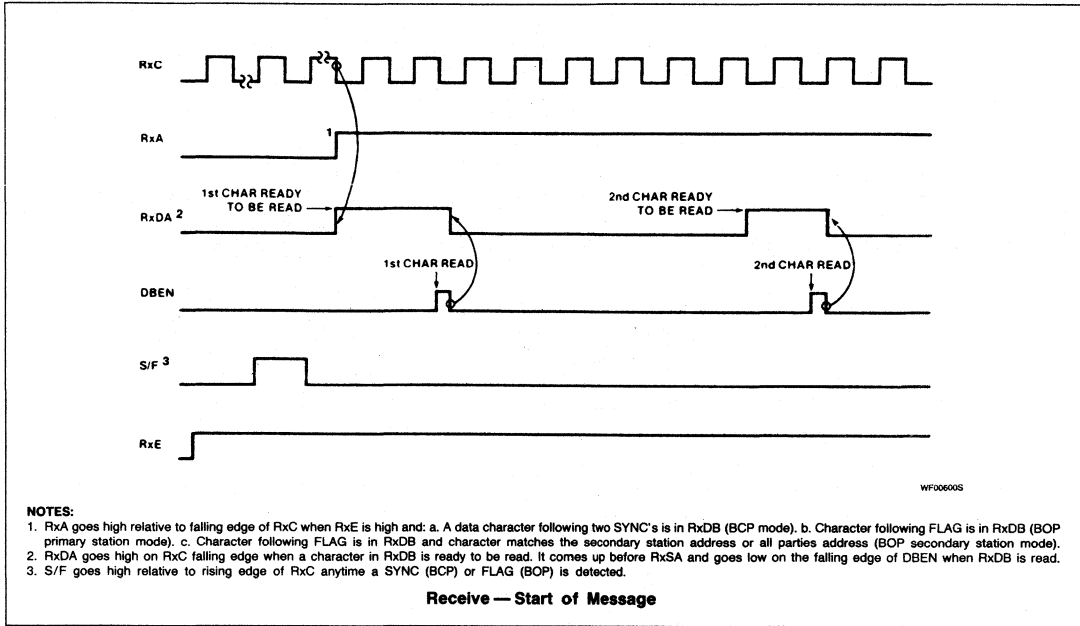 RxC
RxA
1
1st CHAR READY
TO BE READ
2nd CHAR READY
TO BE READ
RxDA 2
1st CHAR READ
2nd CHAR READ
DBEN
S/F 3
RxE
WF00600S
NOTES:
1. RxA goes high relative to falling edge of RxC when RxE is high and: a. A data character following two SYNC's is in RxDB (BCP mode). b. Character following FLAG is in RxDB (BOP
primary station mode). c. Character following FLAG is in RxDB and character matches the secondary station address or all parties address (BOP secondary station mode).
2. RxDA goes high on RxC falling edge when a character in RxDB is ready to be read. It comes up before RxSA and goes low on the falling edge of DBEN when RxDB is read.
3. S/F goes high relative to rising edge of RxC anytime a SYNC (BCP) or FLAG (BOP) is detected.
Receive — Start of Message